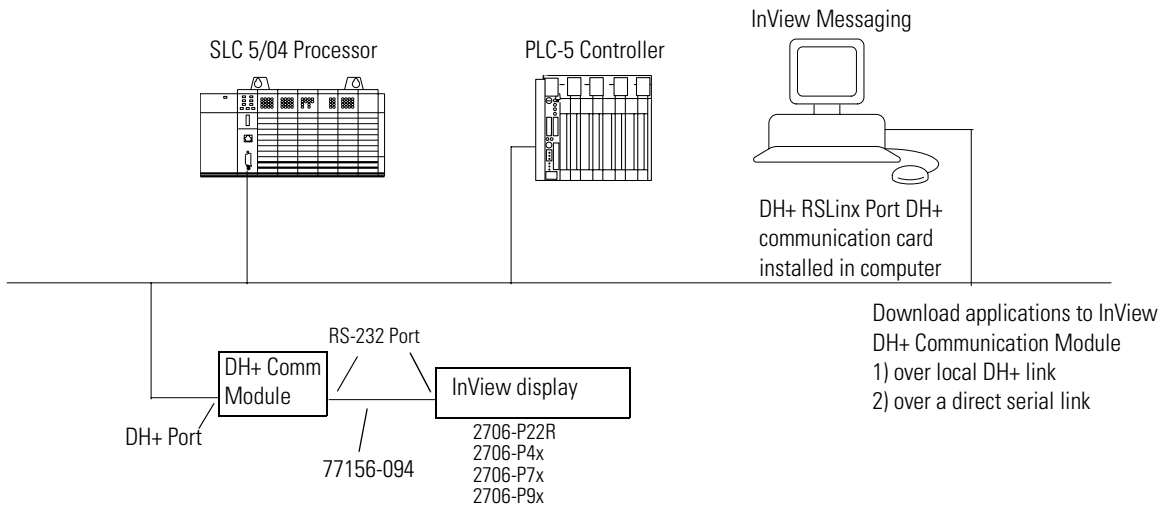 InView Messaging
SLC 5/04 Processor
PLC-5 Controller
DH+ RSLinx Port DH+
communication card
installed in computer
Download applications to InView
DH+ Communication Module
1) over local DH+ link
2) over a direct serial link
RS-232 Port
DH+ Comm
Module
InView display
DH+ Port
77156-094
2706-P22R
2706-P4x
2706-P7x
2706-P9x